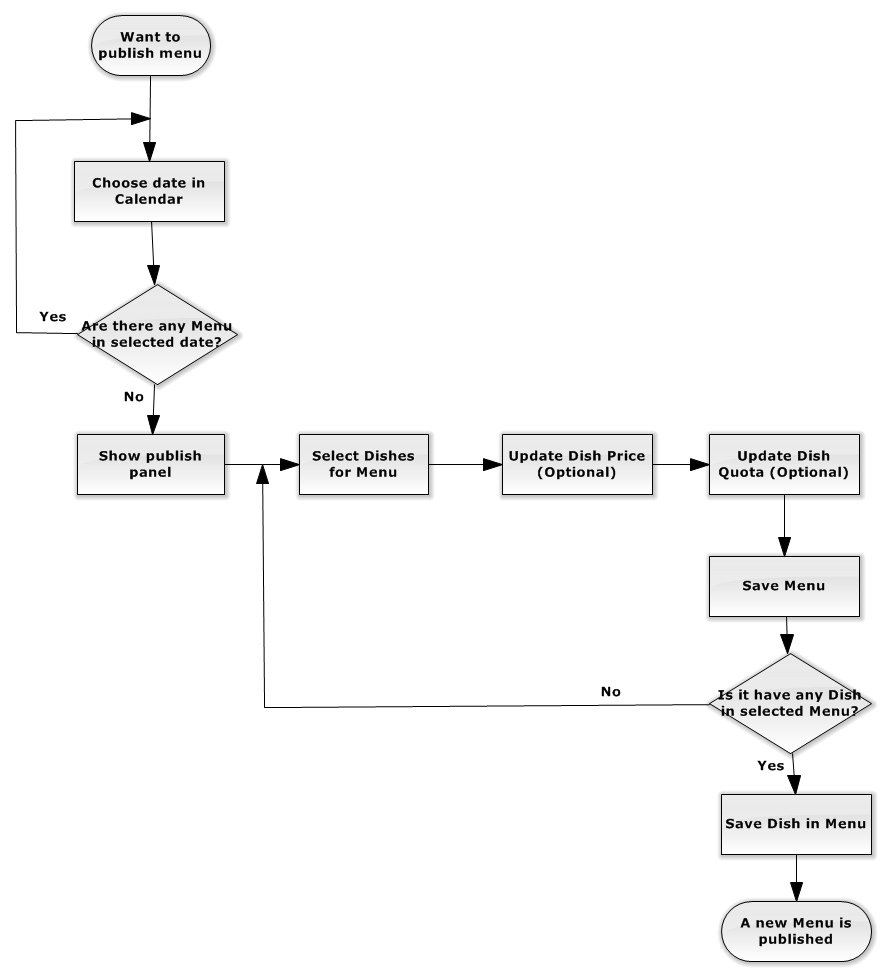 Want to
publish menu
Choose date in
Calendar
Yes
Are there any Menu
in selected date?
No
Show publish
panel
Select Dishes
for Menu
Update Dish Price
(Optional)
Update Dish
Quota (Optional)
Save Menu
No
Is it have any Dish
in selected Menu?
Yes
Save Dish in Menu
A new Menu is
published